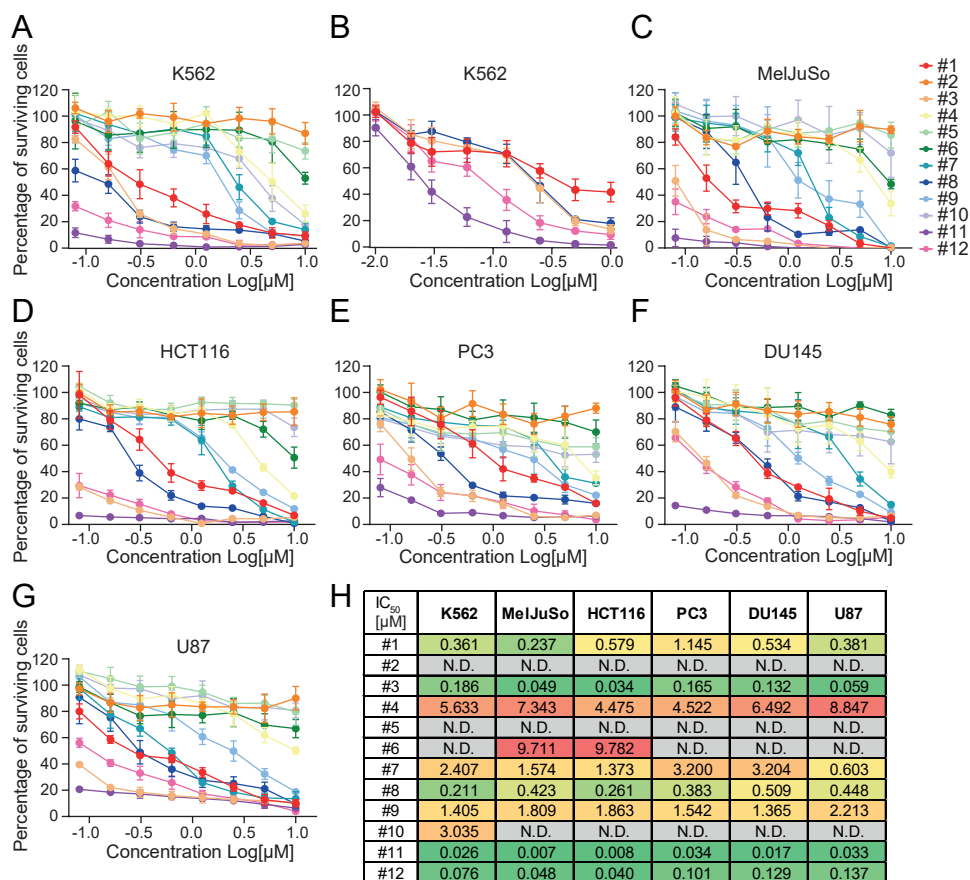 A
B
C
K562
K562
MelJuSo
#1
#2
#3
#4
#5
#6
#7
#8
#9
#10
#11
#12
Percentage of surviving cells
120
100
80
60
40
20
0
-1.0 -0.5 0.0 0.5 1.0
Concentration Log[µM]
120
100
80
60
40
20
0
-2.0 -1.5 -1.0 -0.5 0.0
Concentration Log[µM]
120
100
80
60
40
20
0
-1.0 -0.5 0.0 0.5 1.0
Concentration Log[µM]
D
E
F
HCT116
PC3
DU145
Percentage of surviving cells
120
100
80
60
40
20
0
-1.0 -0.5 0.0 0.5 1.0
Concentration Log[µM]
120
100
80
60
40
20
0
-1.0 -0.5 0.0 0.5 1.0
Concentration Log[µM]
120
100
80
60
40
20
0
-1.0 -0.5 0.0 0.5 1.0
Concentration Log[µM]
G
U87
Percentage of surviving cells
120
100
80
60
40
20
0
-1.0 -0.5 0.0 0.5 1.0
Concentration Log[µM]
H
IC50 [µM] K562 MelJuSo HCT116 PC3 DU145 U87
#1 0.361 0.237 0.579 1.145 0.534 0.381
#2 N.D. N.D. N.D. N.D. N.D. N.D.
#3 0.186 0.049 0.034 0.165 0.132 0.059
#4 5.633 7.343 4.475 4.522 6.492 8.847
#5 N.D. N.D. N.D. N.D. N.D. N.D.
#6 N.D. 9.711 9.782 N.D. N.D. N.D.
#7 2.407 1.574 1.373 3.200 3.204 0.603
#8 0.211 0.423 0.261 0.383 0.509 0.448
#9 1.405 1.809 1.863 1.542 1.365 2.213
#10 3.035 N.D. N.D. N.D. N.D. N.D.
#11 0.026 0.007 0.008 0.034 0.017 0.033
#12 0.076 0.048 0.040 0.101 0.129 0.137